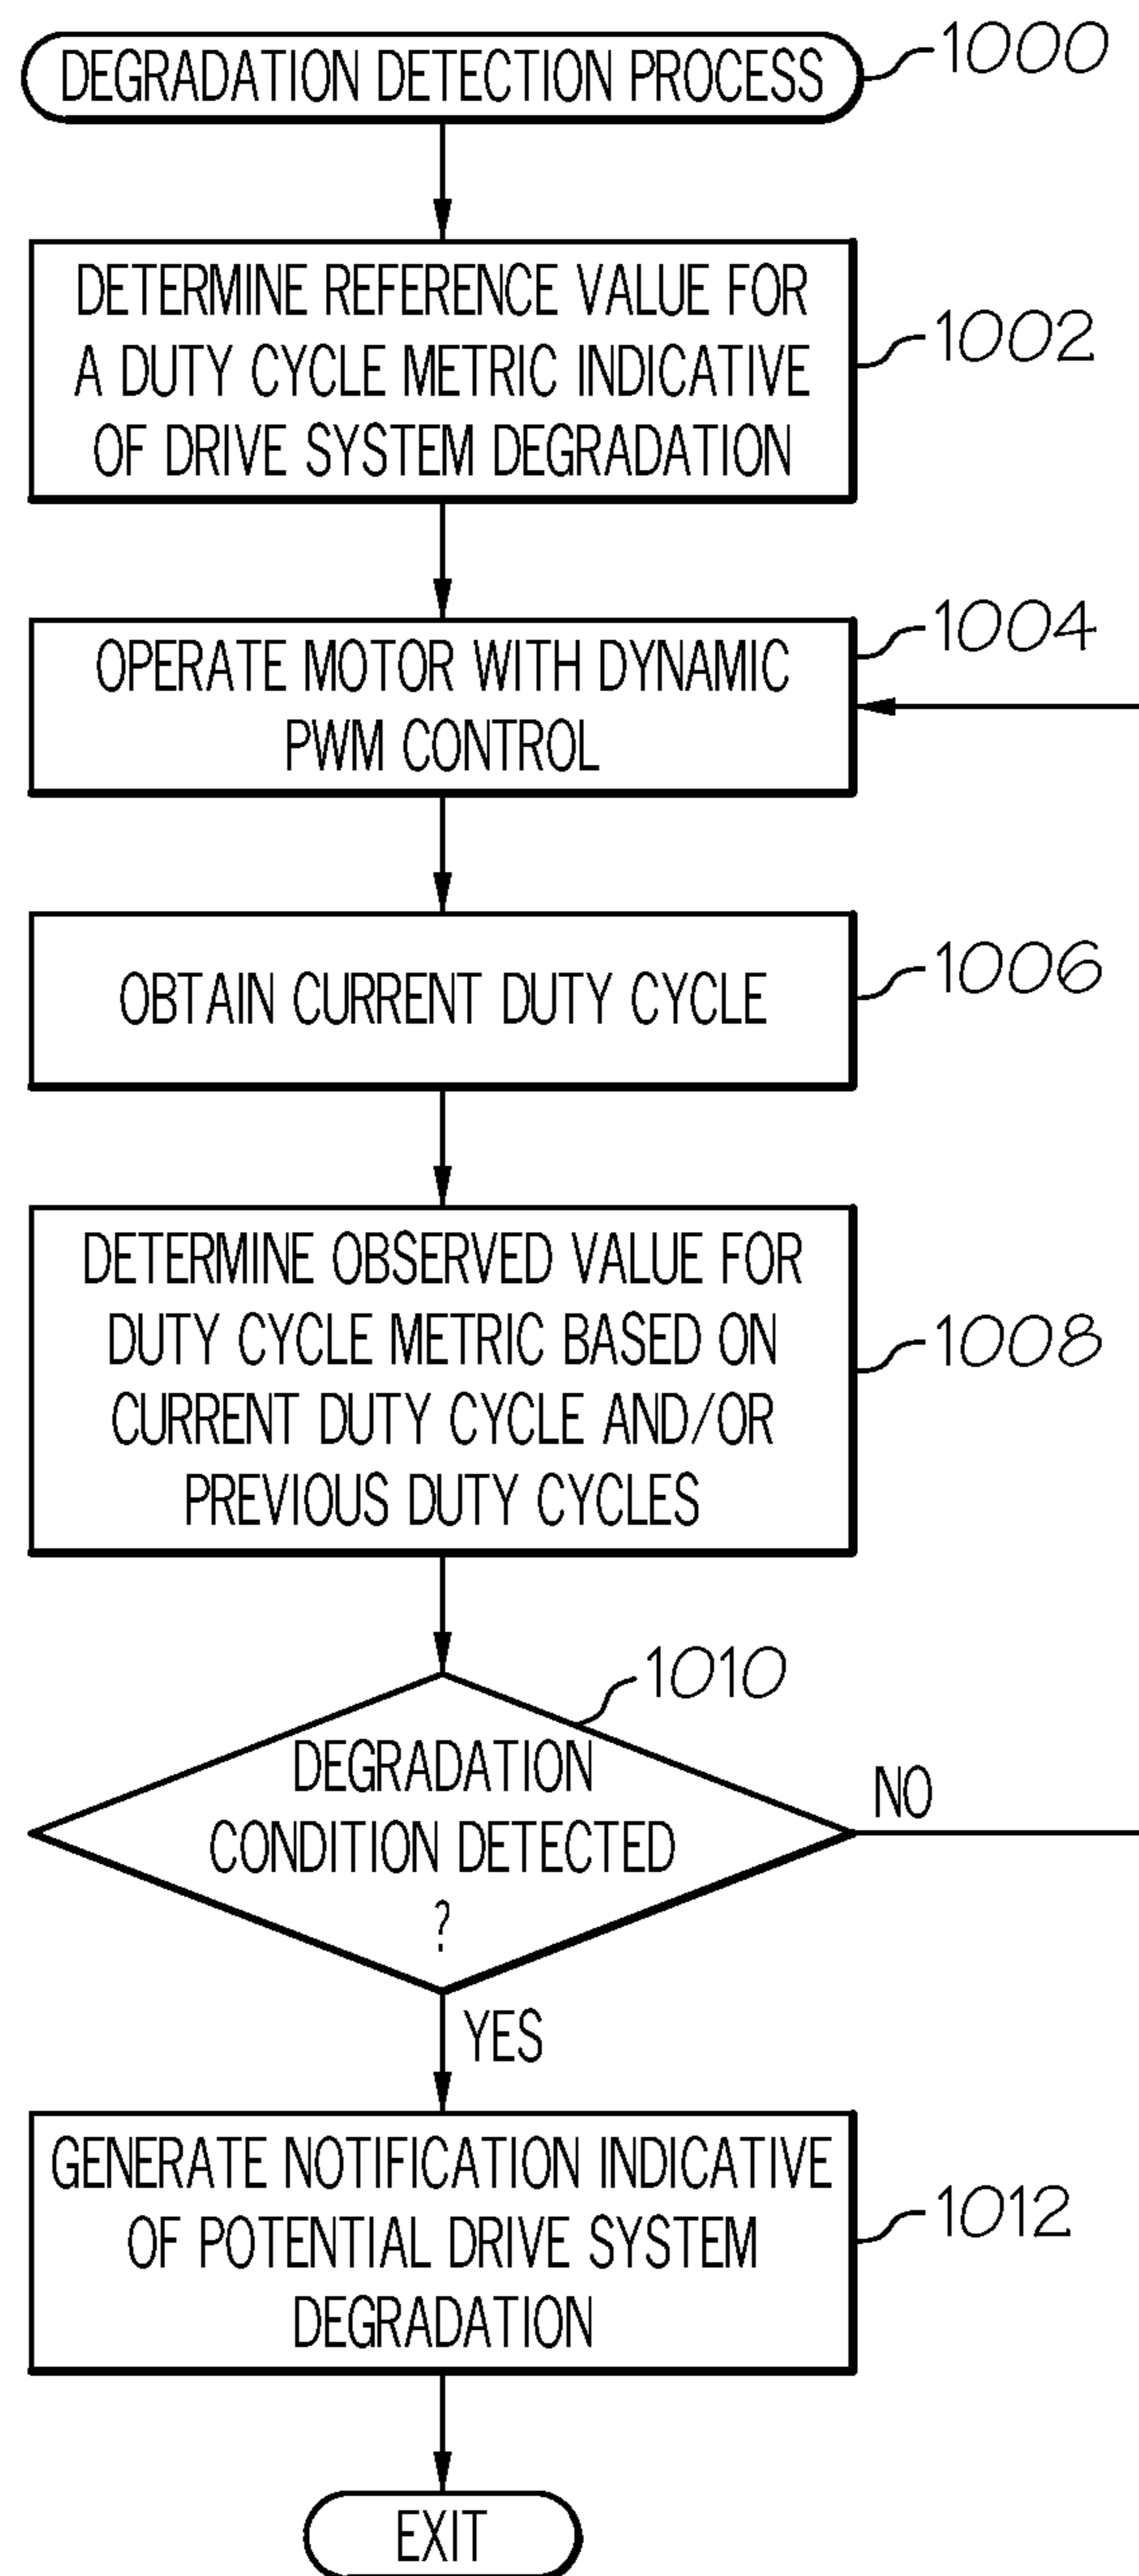 DEGRADATION DETECTION PROCESS
1000
DETERMINE REFERENCE VALUE FOR
A DUTY CYCLE METRIC INDICATIVE
OF DRIVE SYSTEM DEGRADATION
1002
OPERATE MOTOR WITH DYNAMIC
PWM CONTROL
1004
OBTAIN CURRENT DUTY CYCLE
1006
DETERMINE OBSERVED VALUE FOR
DUTY CYCLE METRIC BASED ON
CURRENT DUTY CYCLE AND/OR
PREVIOUS DUTY CYCLES
1008
1010
DEGRADATION
CONDITION DETECTED
?
NO
YES
GENERATE NOTIFICATION INDICATIVE
OF POTENTIAL DRIVE SYSTEM
DEGRADATION
1012
EXIT